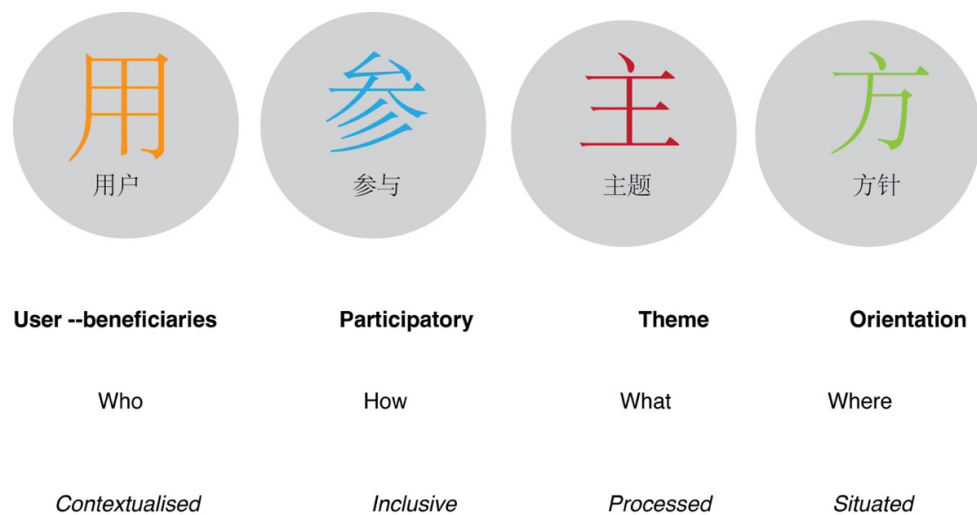 用 参 主 方
用户 参与 主题 方针
User --beneficiaries Participatory Theme Orientation
Who How What Where
Contextualised Inclusive Processed Situated